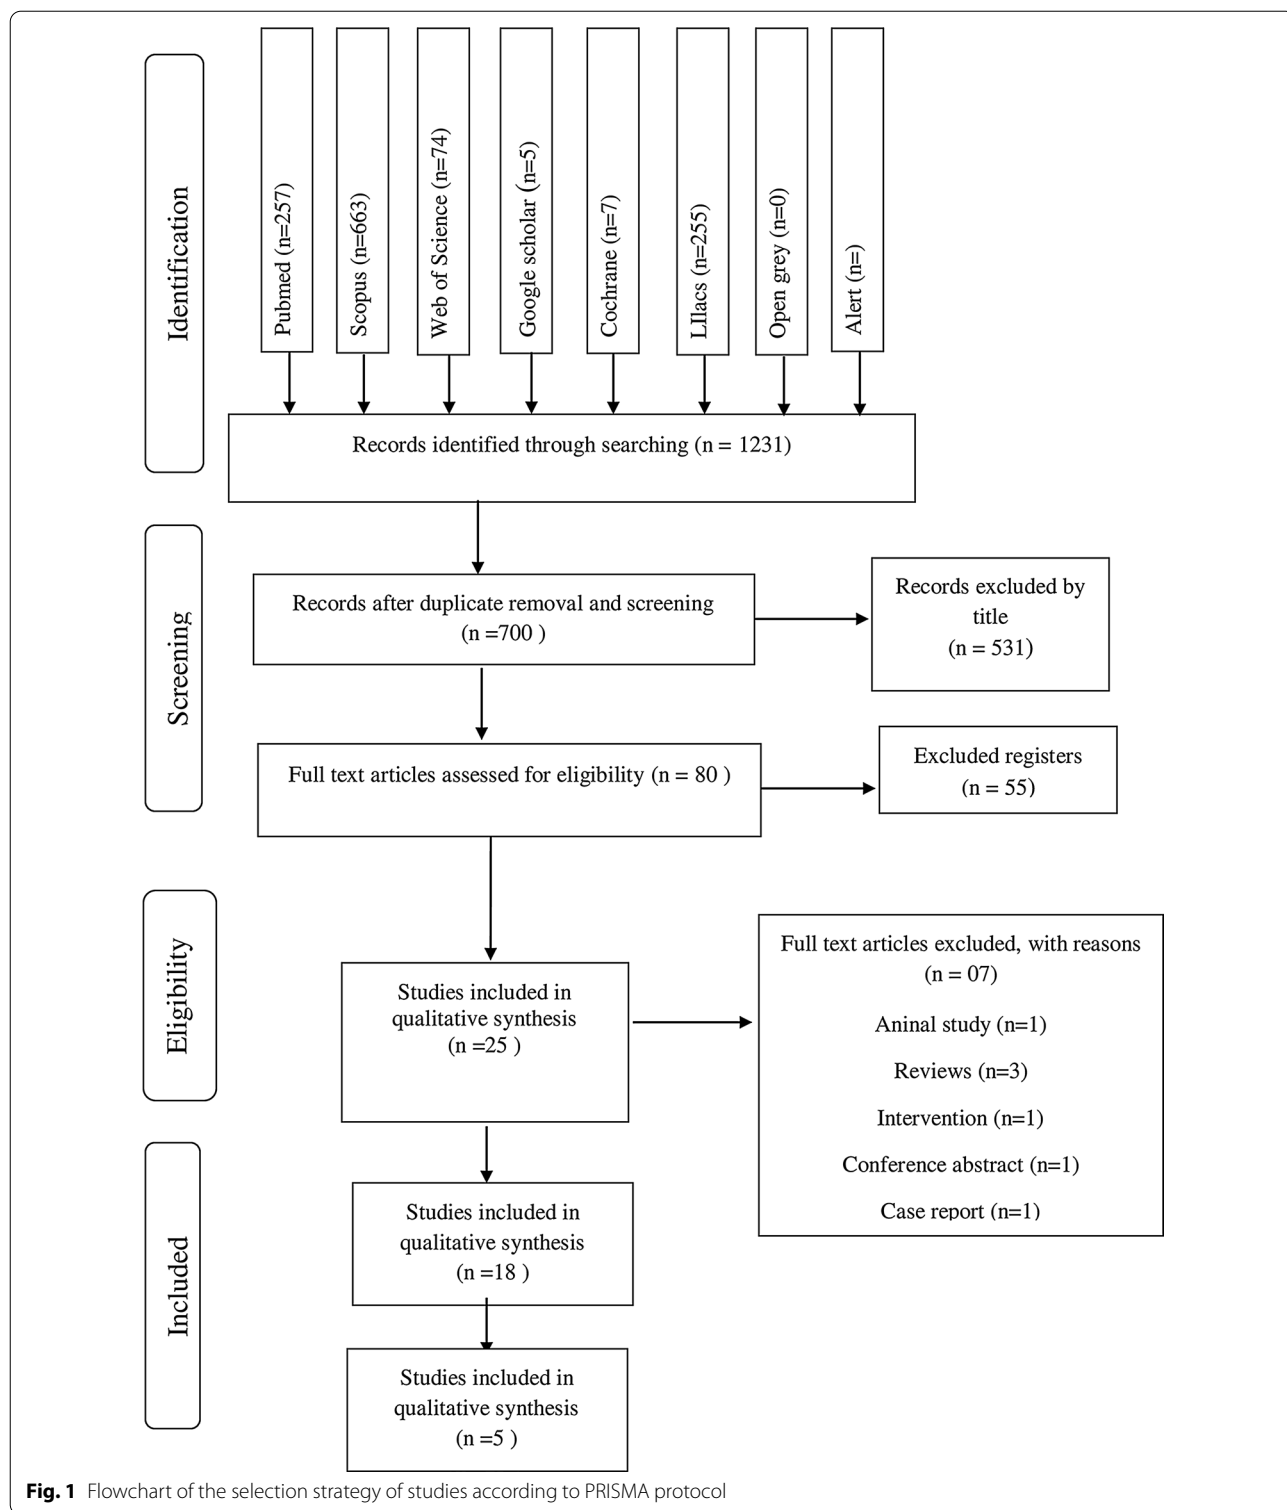 Identification
Pubmed (n=257)
Scopus (n=663)
Web of Science (n=74)
Google scholar (n=5)
Cochrane (n=7)
LIlacs (n=255)
Open grey (n=0)
Alert (n=)
Records identified through searching (n = 1231)
Screening
Records after duplicate removal and screening
(n =700 )
Records excluded by
title
(n = 531)
Full text articles assessed for eligibility (n = 80 )
Excluded registers
(n = 55)
Eligibility
Studies included in
qualitative synthesis
(n =25 )
Full text articles excluded, with reasons
(n = 07)
Aninal study (n=1)
Reviews (n=3)
Intervention (n=1)
Conference abstract (n=1)
Case report (n=1)
Included
Studies included in
qualitative synthesis
(n =18 )
Studies included in
qualitative synthesis
(n =5 )
Fig. 1 Flowchart of the selection strategy of studies according to PRISMA protocol